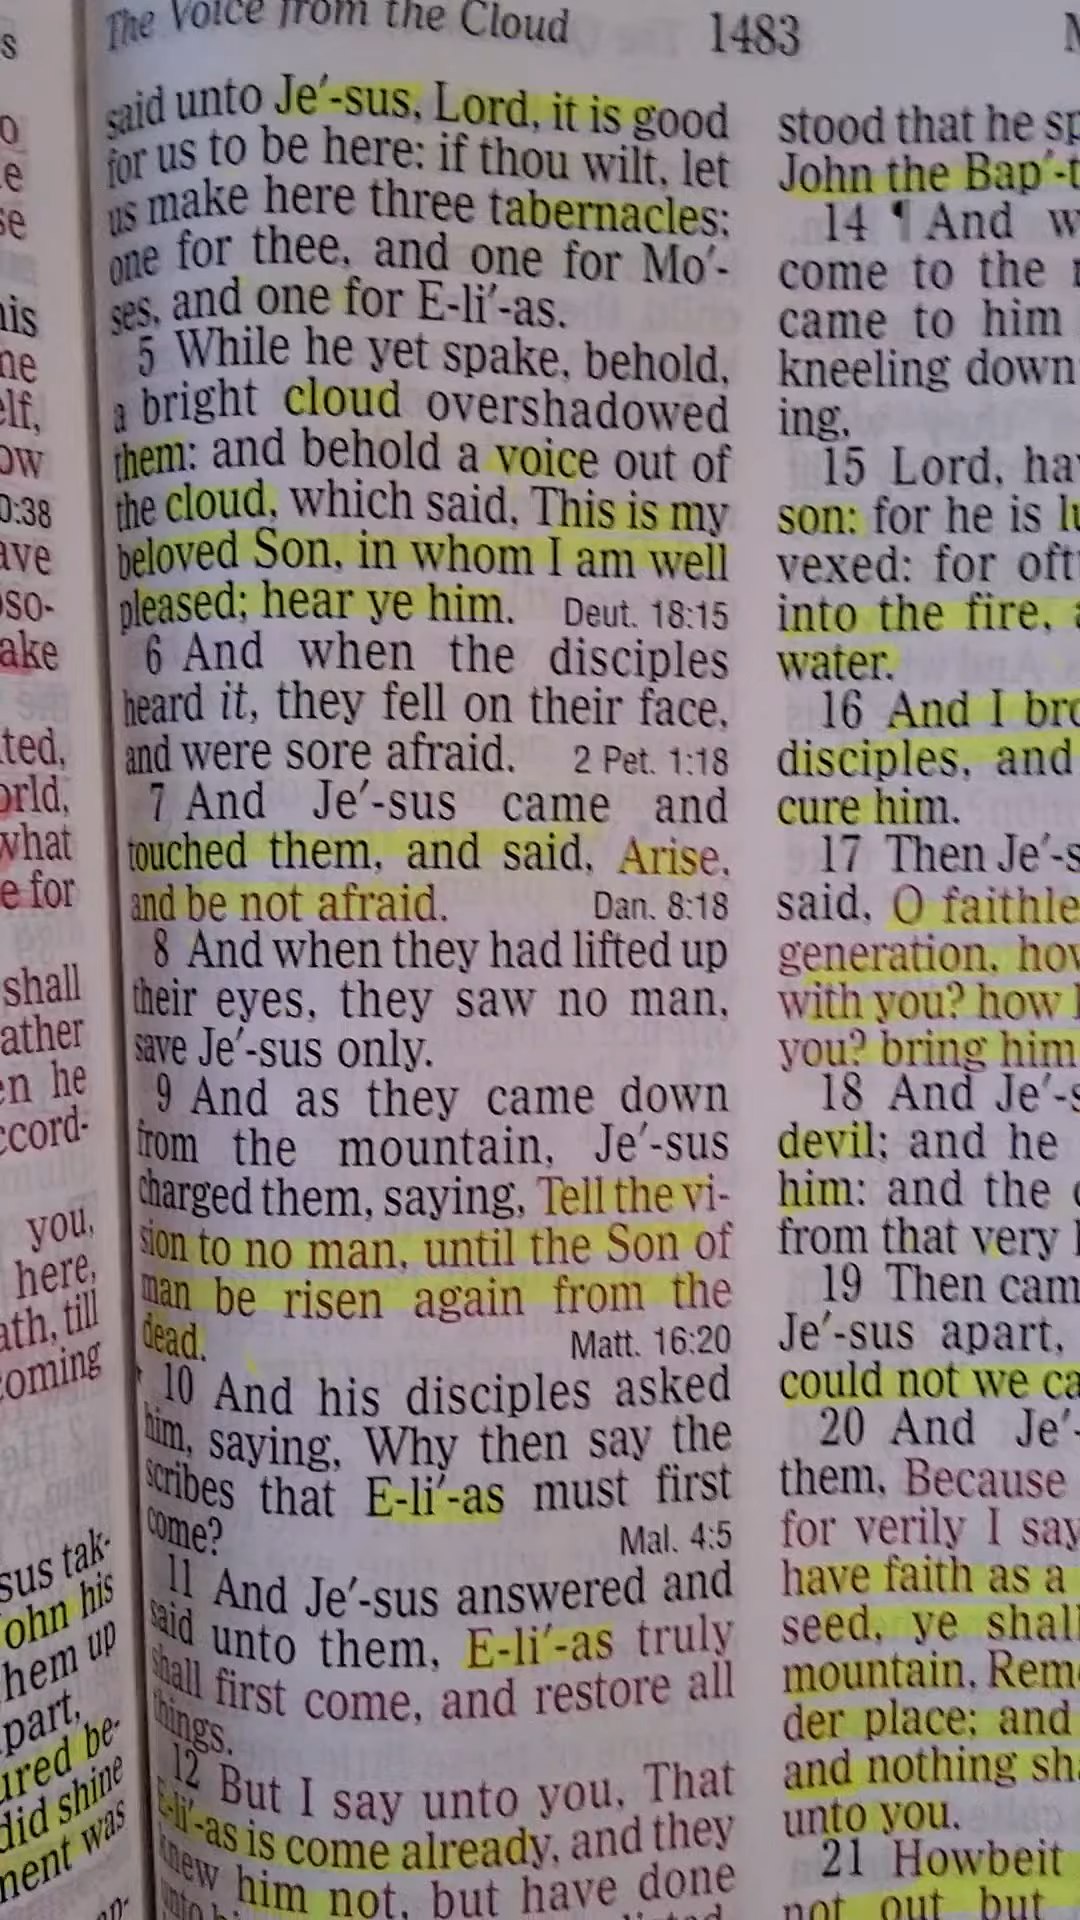 The Voice from the Cloud 1483
said unto Je′-sus, Lord, it is good
for us to be here: if thou wilt, let
us make here three tabernacles;
one for thee, and one for Mo′-
ses, and one for E-li′-as.
5 While he yet spake, behold,
a bright cloud overshadowed
them: and behold a voice out of
the cloud, which said, This is my
beloved Son, in whom I am well
pleased; hear ye him. Deut. 18:15
6 And when the disciples
heard it, they fell on their face,
and were sore afraid. 2 Pet. 1:18
7 And Je′-sus came and
touched them, and said, Arise,
and be not afraid. Dan. 8:18
8 And when they had lifted up
their eyes, they saw no man,
save Je′-sus only.
9 And as they came down
from the mountain, Je′-sus
charged them, saying, Tell the vi-
sion to no man, until the Son of
man be risen again from the
dead. Matt. 16:20
10 And his disciples asked
him, saying, Why then say the
scribes that E-li′-as must first
come? Mal. 4:5
11 And Je′-sus answered and
said unto them, E-li′-as truly
shall first come, and restore all
things.
12 But I say unto you, That
E-li′-as is come already, and they
knew him not, but have done
stood that he sp
John the Bap′-t
14 ¶ And w
come to the
came to him
kneeling down
ing,
15 Lord, ha
son: for he is lu
vexed: for oft
into the fire, a
water.
16 And I bro
disciples, and
cure him.
17 Then Je′-s
said, O faithle
generation, how
with you? how l
you? bring him
18 And Je′-s
devil; and he
him: and the
from that very
19 Then cam
Je′-sus apart,
could not we ca
20 And Je′-
them, Because
for verily I say
have faith as a
seed, ye shall
mountain, Remo
der place; and
and nothing sha
unto you.
21 Howbeit
not out but